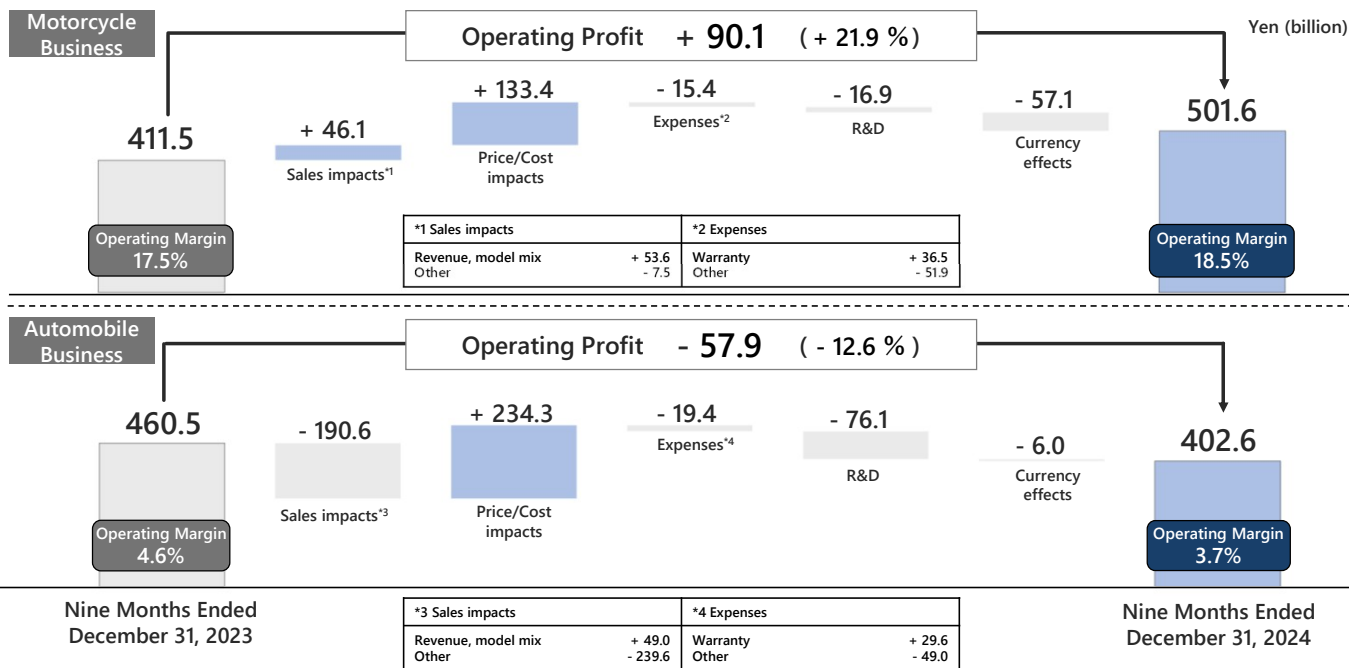 Motorcycle
Business
Operating Profit + 90.1 ( + 21.9 %)
Yen (billion)
411.5
+ 46.1
Sales impacts*1
+ 133.4
Price/Cost
impacts
- 15.4
Expenses*2
- 16.9
R&D
- 57.1
Currency
effects
501.6
Operating Margin
17.5%
*1 Sales impacts
Revenue, model mix + 53.6
Other - 7.5
*2 Expenses
Warranty + 36.5
Other - 51.9
Operating Margin
18.5%
Automobile
Business
Operating Profit - 57.9 ( - 12.6 %)
460.5
- 190.6
Sales impacts*3
+ 234.3
Price/Cost
impacts
- 19.4
Expenses*4
- 76.1
R&D
- 6.0
Currency
effects
402.6
Operating Margin
4.6%
Operating Margin
3.7%
Nine Months Ended
December 31, 2023
*3 Sales impacts
Revenue, model mix + 49.0
Other - 239.6
*4 Expenses
Warranty + 29.6
Other - 49.0
Nine Months Ended
December 31, 2024